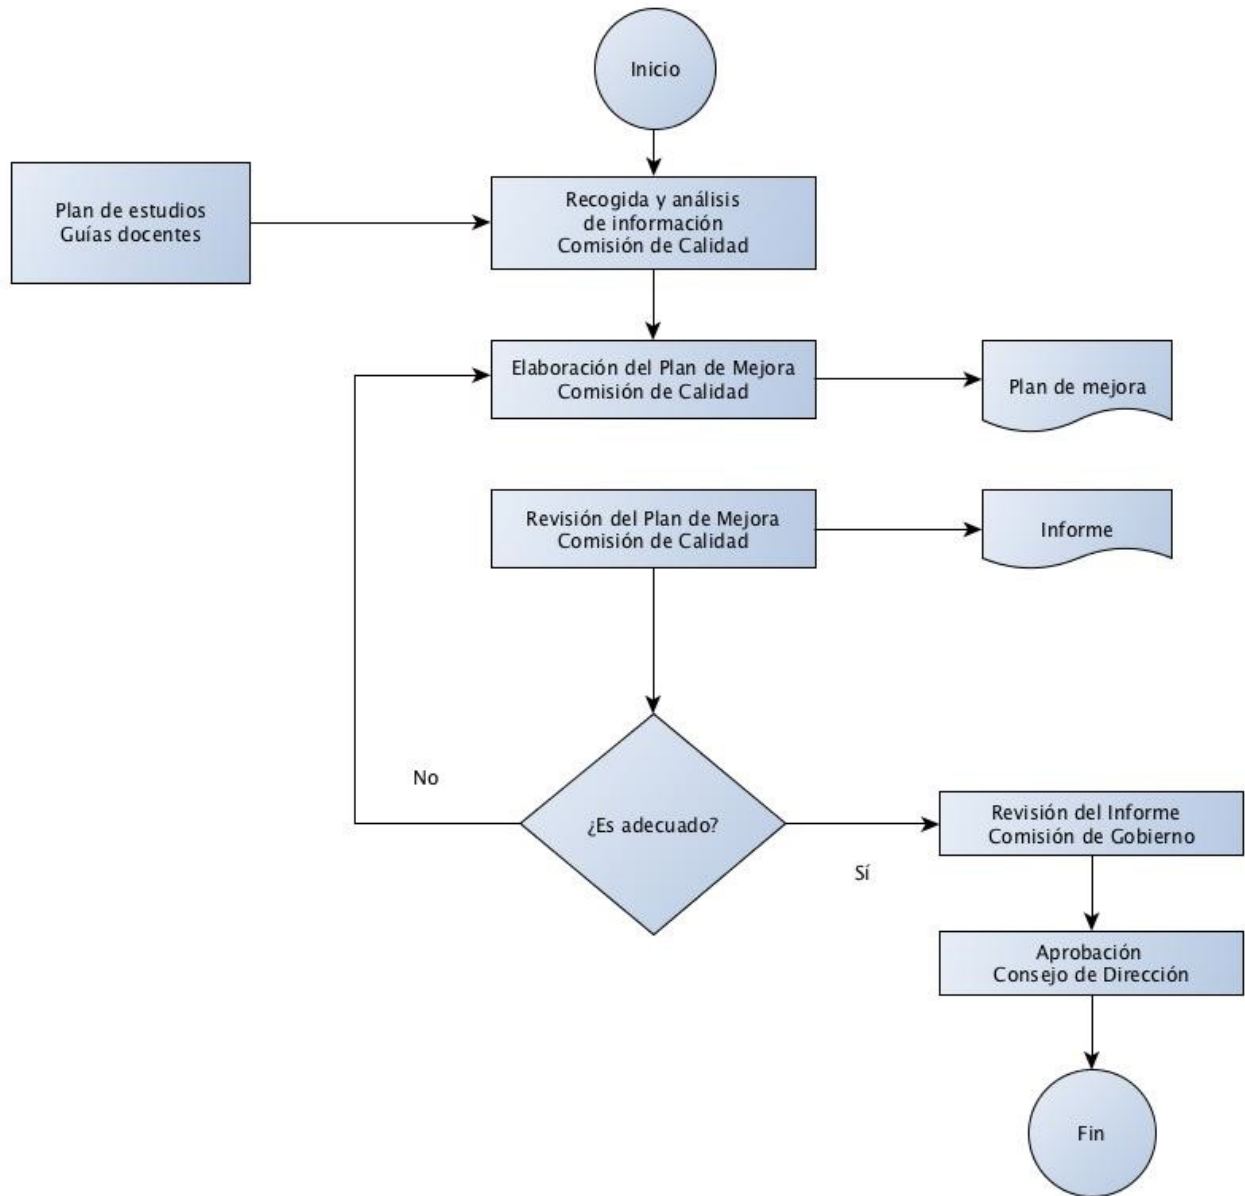 Inicio
Plan de estudios
Guías docentes
Recogida y análisis
de información
Comisión de Calidad
Elaboración del Plan de Mejora
Comisión de Calidad
Plan de mejora
Revisión del Plan de Mejora
Comisión de Calidad
Informe
No
¿Es adecuado?
Sí
Revisión del Informe
Comisión de Gobierno
Aprobación
Consejo de Dirección
Fin